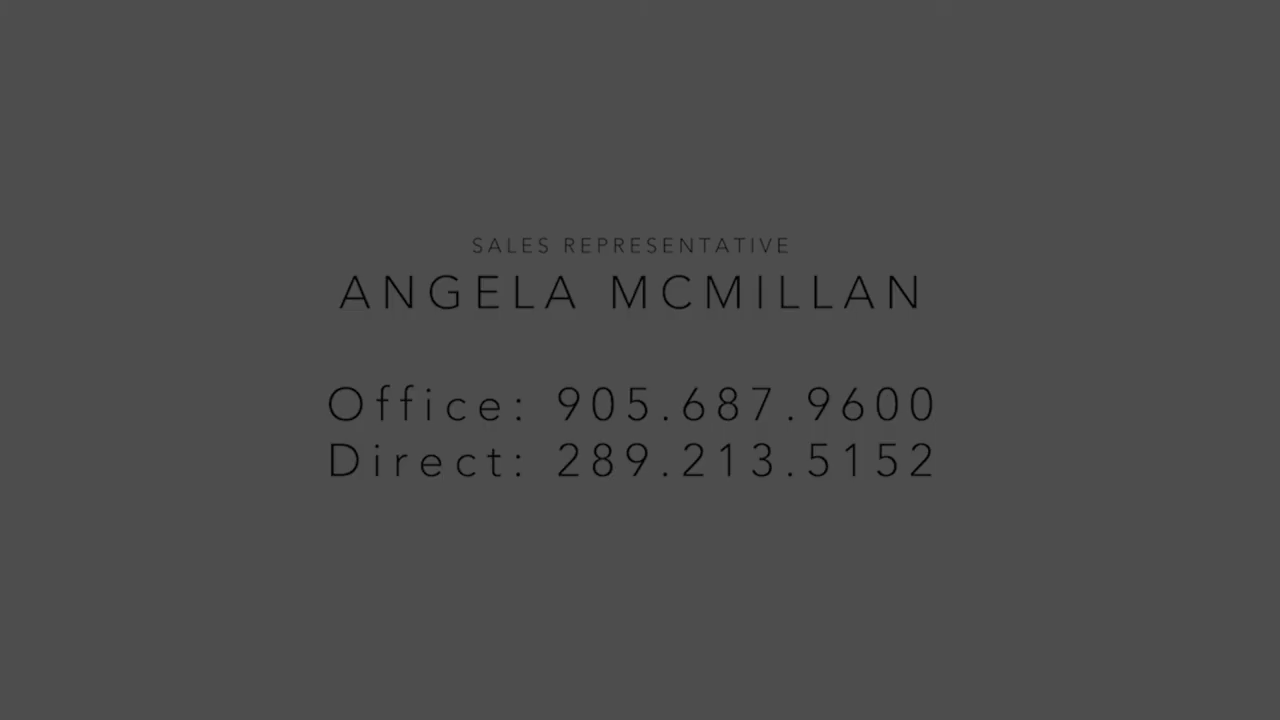 SALES REPRESENTATIVE
ANGELA MCMILLAN
Office: 905.687.9600
Direct: 289.213.5152